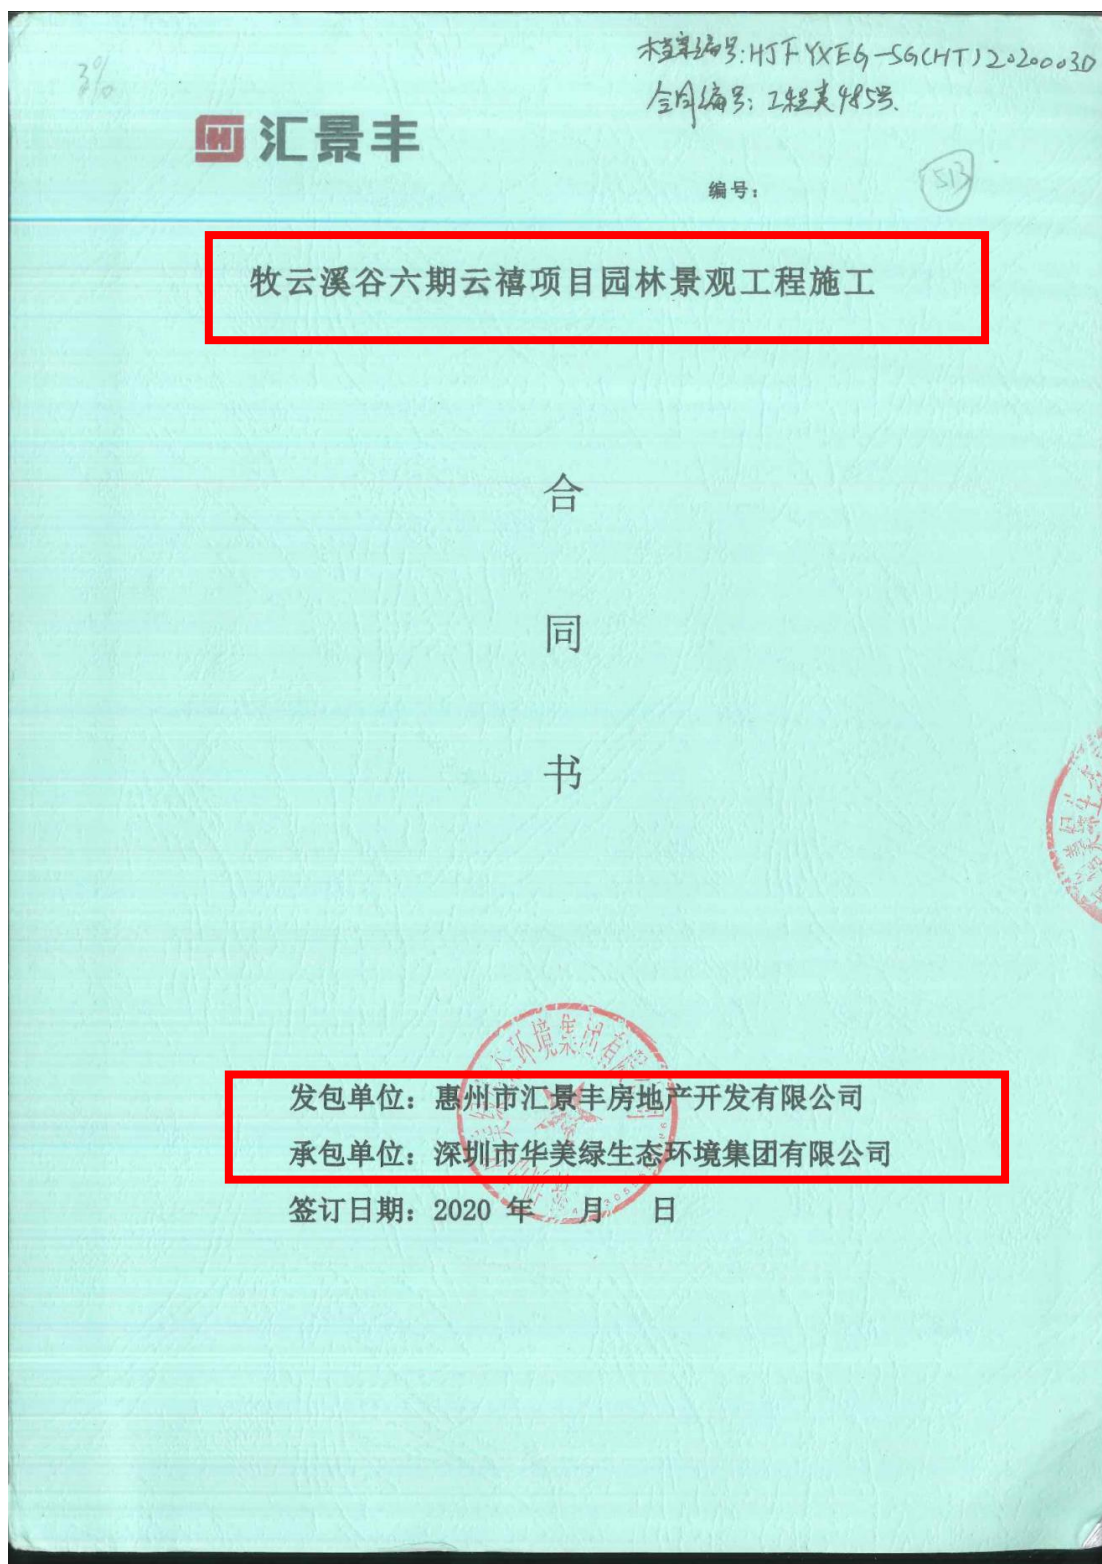 3%
档案编号:HJFYXEG-SG(HT)2020003D
合同编号:工程类485号.
汇景丰
编号:
513
牧云溪谷六期云禧项目园林景观工程施工
合
同
书
发包单位:惠州市汇景丰房地产开发有限公司
承包单位:深圳市华美绿生态环境集团有限公司
签订日期:2020 年 月 日